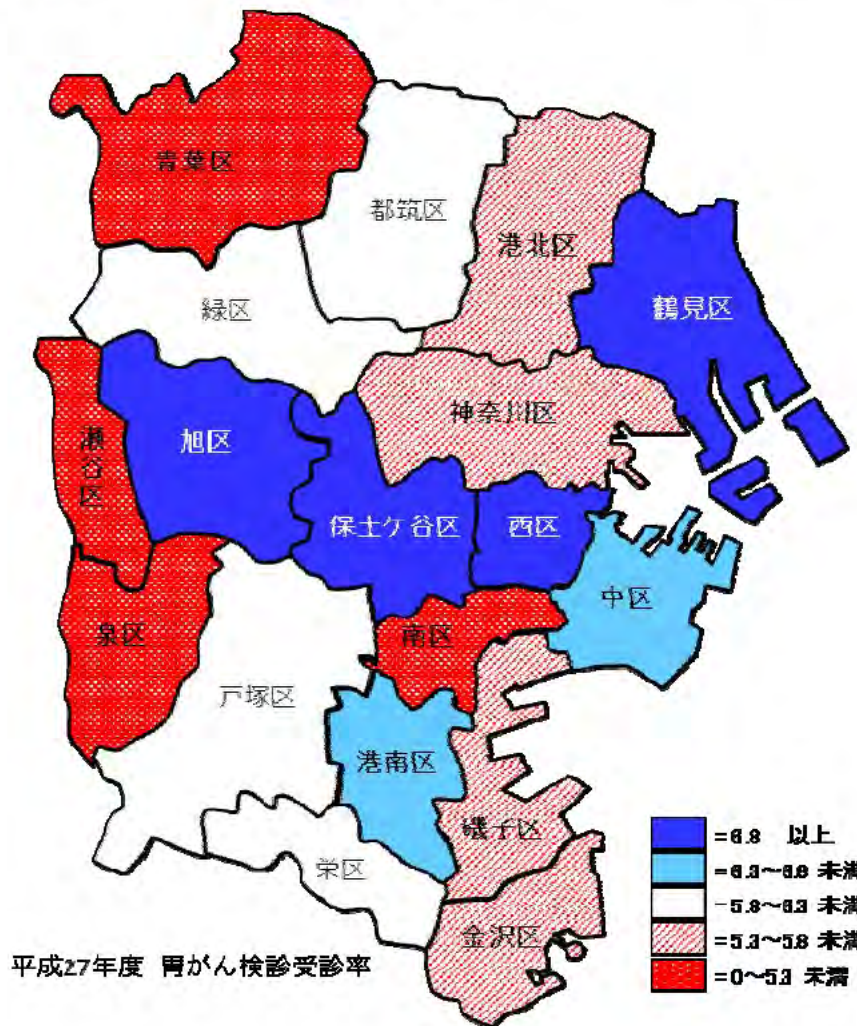 青葉区
都筑区
港北区
緑区
鶴見区
神奈川区
瀬谷区
旭区
保土ケ谷区
西区
中区
泉区
南区
戸塚区
港南区
磯子区
栄区
金沢区
=6.8 以上
=6.3～6.8 未満
=5.8～6.3 未満
=5.3～5.8 未満
=0～5.3 未満
平成27年度 胃がん検診受診率